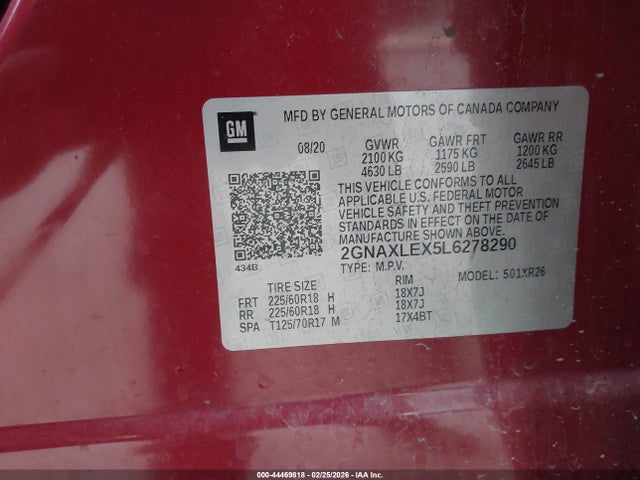 GM
MFD BY GENERAL MOTORS OF CANADA COMPANY
08/20 GVWR GAWR FRT GAWR RR
2100 KG 1175 KG 1200 KG
4630 LB 2590 LB 2645 LB
THIS VEHICLE CONFORMS TO ALL
APPLICABLE U.S. FEDERAL MOTOR
VEHICLE SAFETY AND THEFT PREVENTION
STANDARDS IN EFFECT ON THE DATE OF
MANUFACTURE SHOWN ABOVE.
2GNAXLEX5L6278290
434B TYPE: M.P.V. MODEL: 501XR26
TIRE SIZE RIM
FRT 225/60R18 H 18X7J
RR 225/60R18 H 18X7J
SPA T125/70R17 M 17X4BT
000-44469818 - 02/25/2026 - IAA Inc.